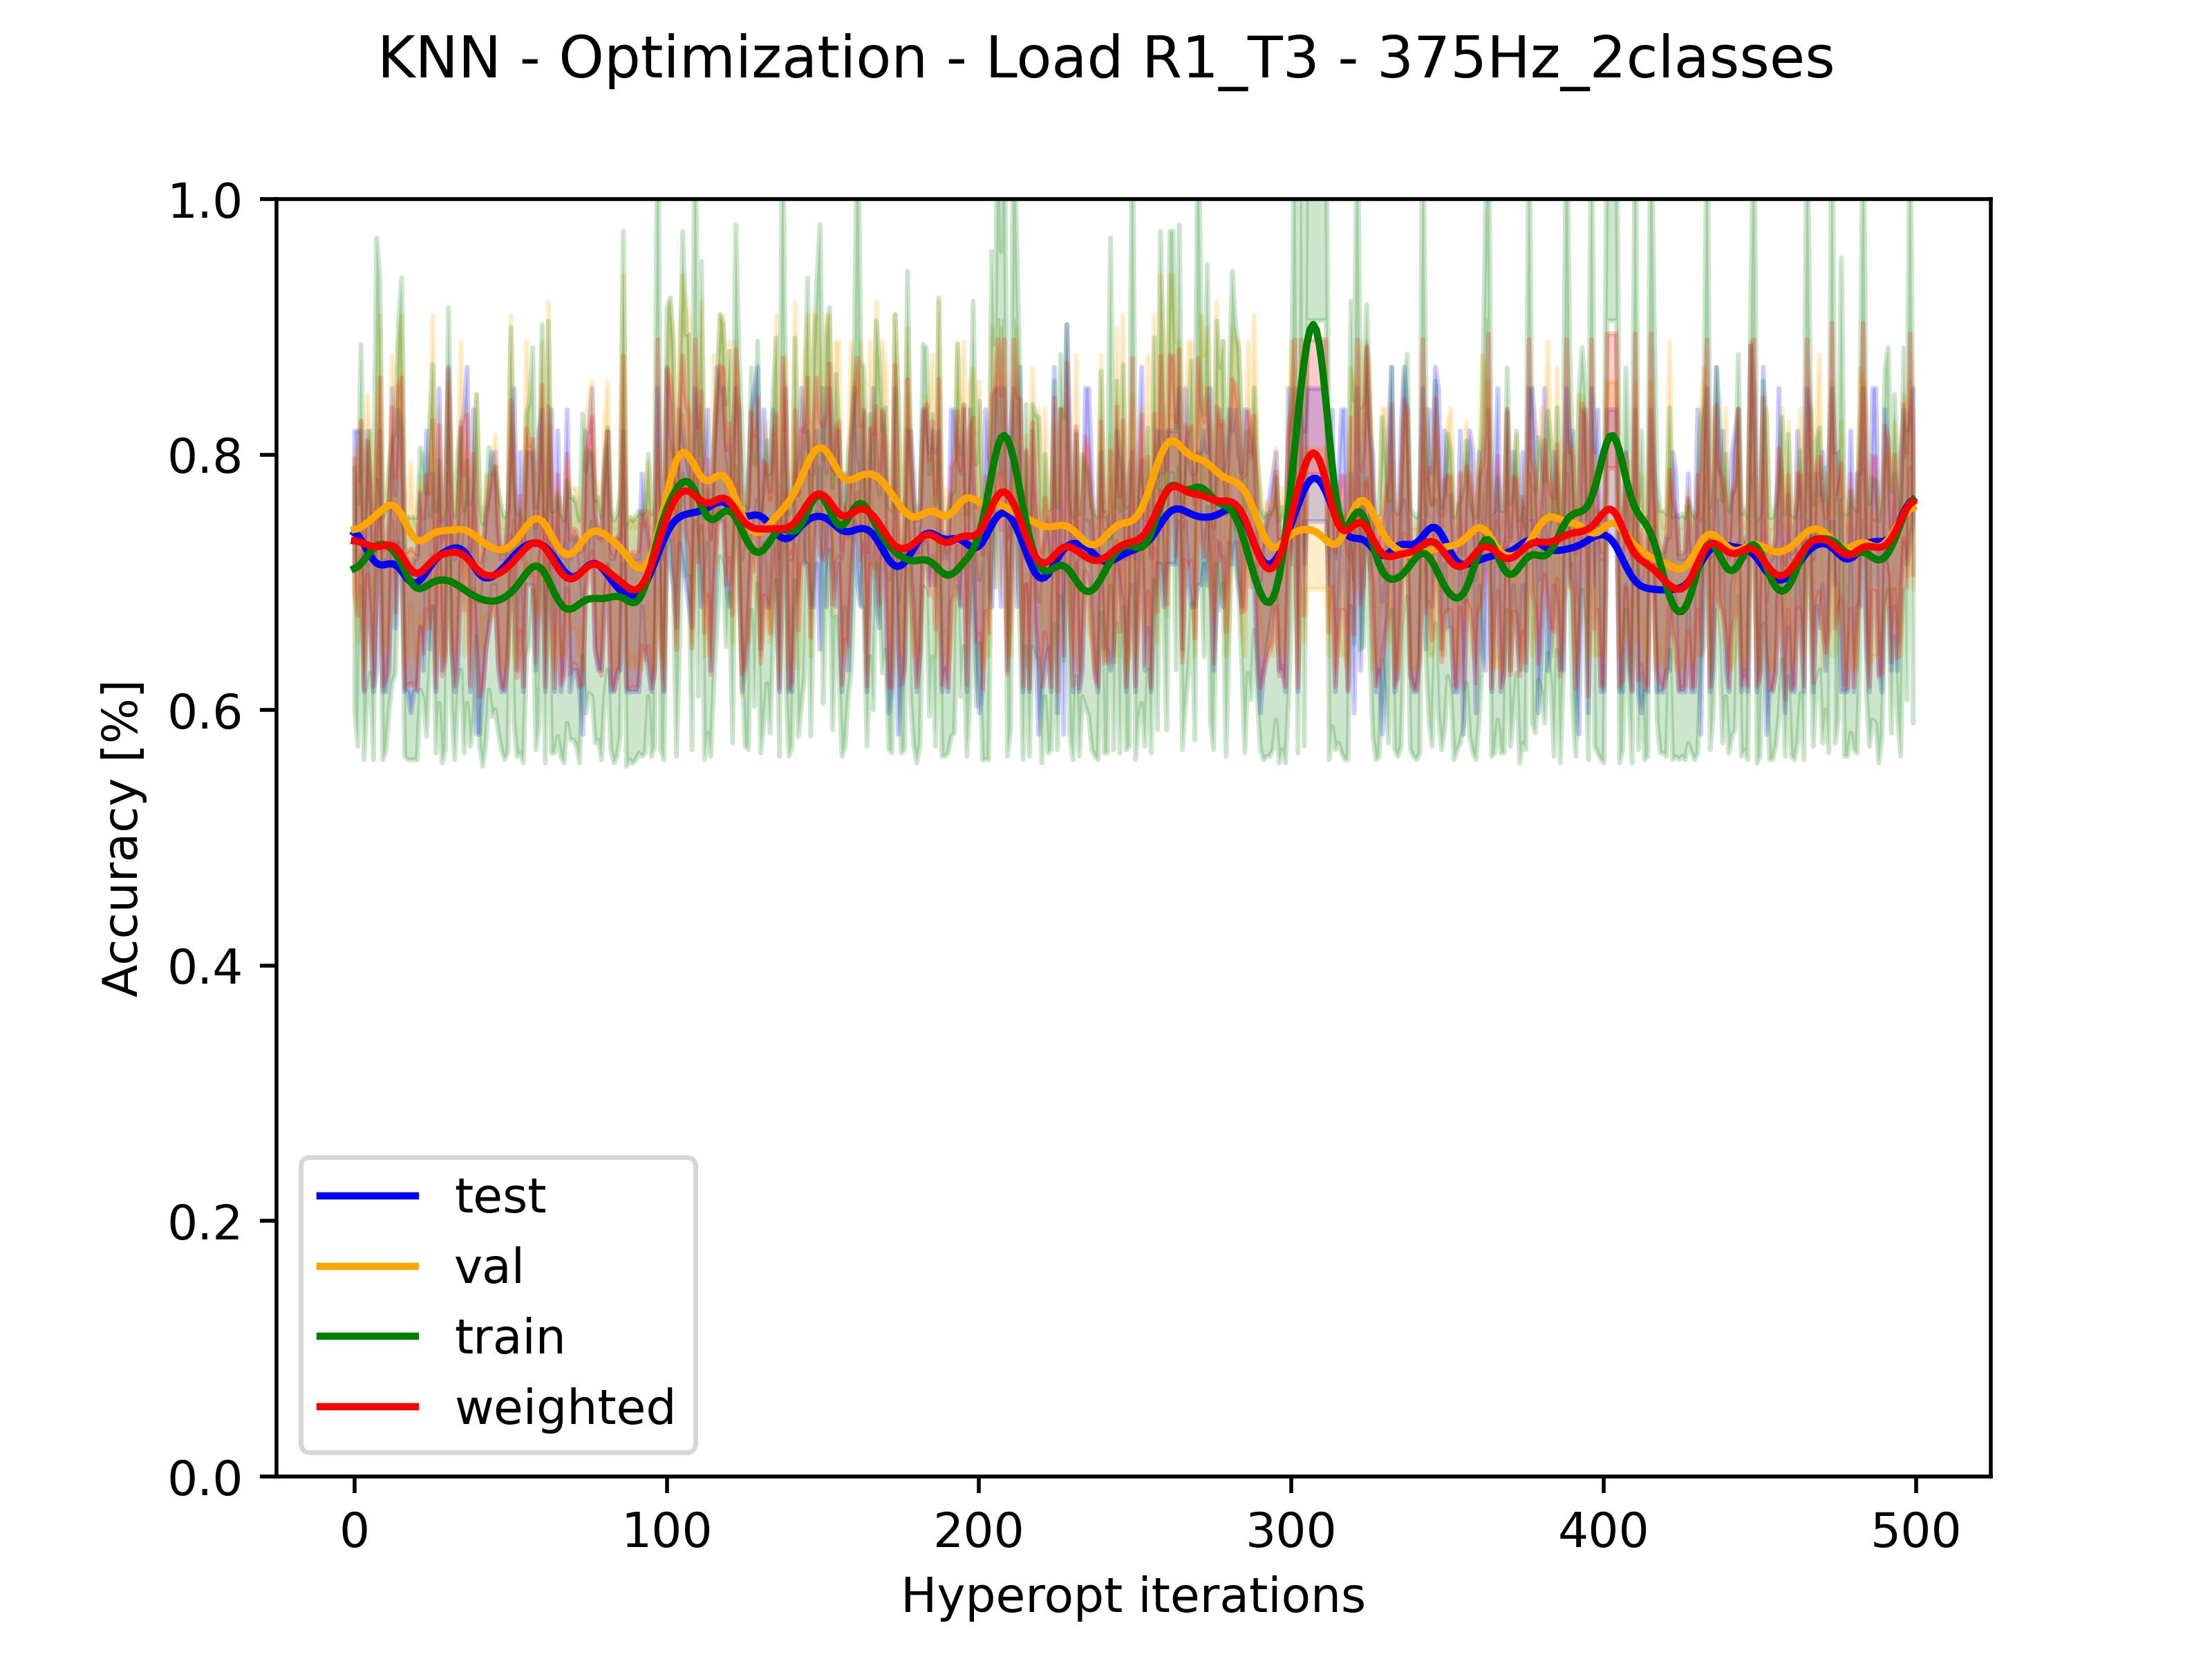 KNN - Optimization - Load R1_T3 - 375Hz_2classes
1.0
0.8
0.6
0.4
0.2
0.0
Accuracy [%]
test
val
train
weighted
0 100 200 300 400 500
Hyperopt iterations